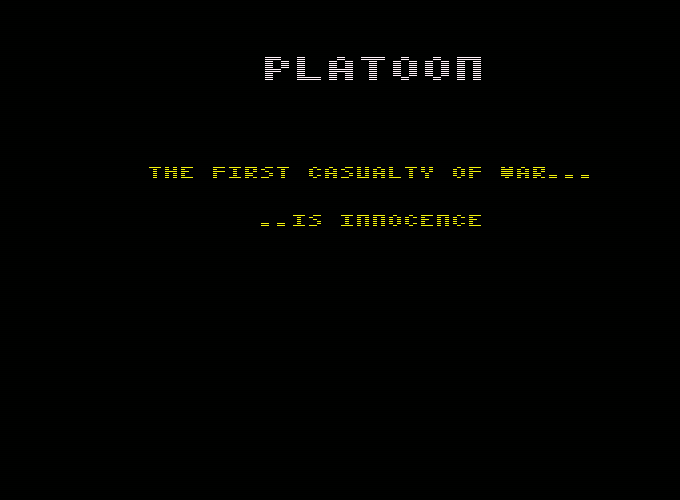 PLATOON
THE FIRST CASUALTY OF WAR...
..IS INNOCENCE